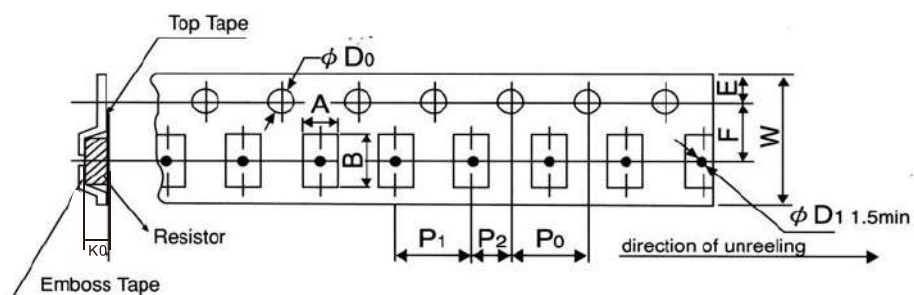 Top Tape
φ D0
A
B
E
F
W
φ D1 1.5min
P1
P2
P0
direction of unreeling
Resistor
K0
Emboss Tape